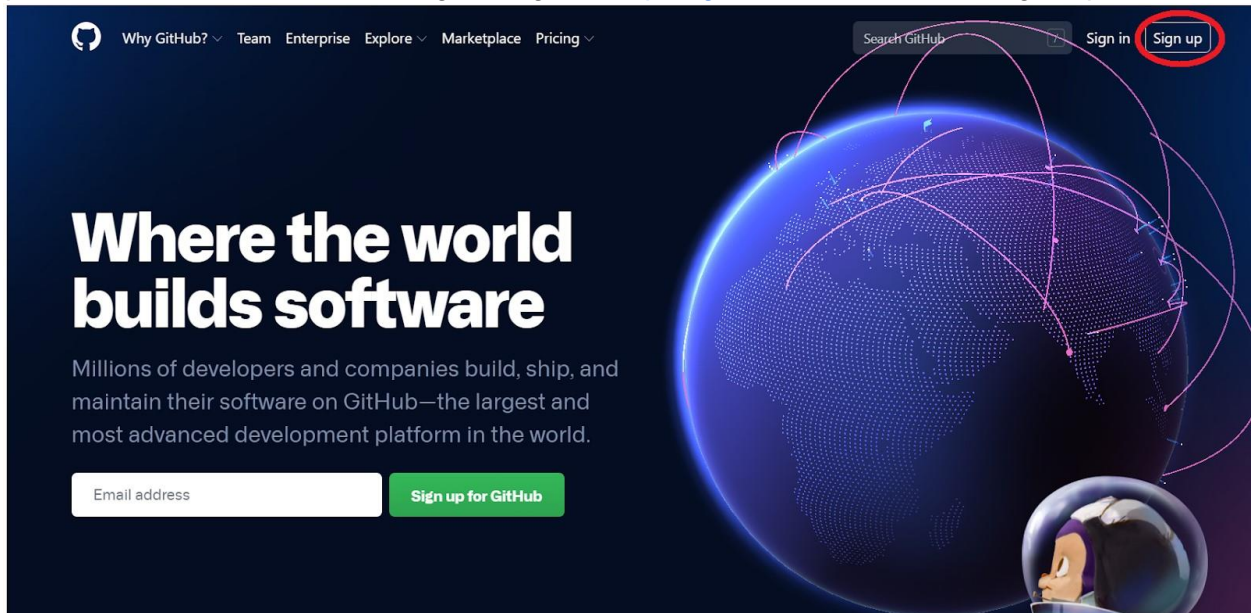 Why GitHub? Team Enterprise Explore Marketplace Pricing Search GitHub / Sign in Sign up
Where the world
builds software
Millions of developers and companies build, ship, and
maintain their software on GitHub—the largest and
most advanced development platform in the world.
Email address Sign up for GitHub